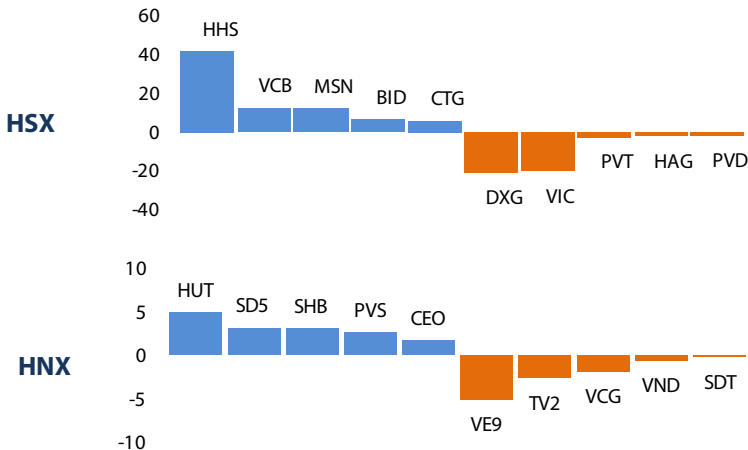 60
HHS
40
VCB MSN
20
BID CTG
HSX
0
PVT HAG PVD
-20
DXG VIC
-40
10
HUT
SD5 SHB PVS
5
CEO
0
HNX
VND SDT
-5
TV2 VCG
VE9
-10